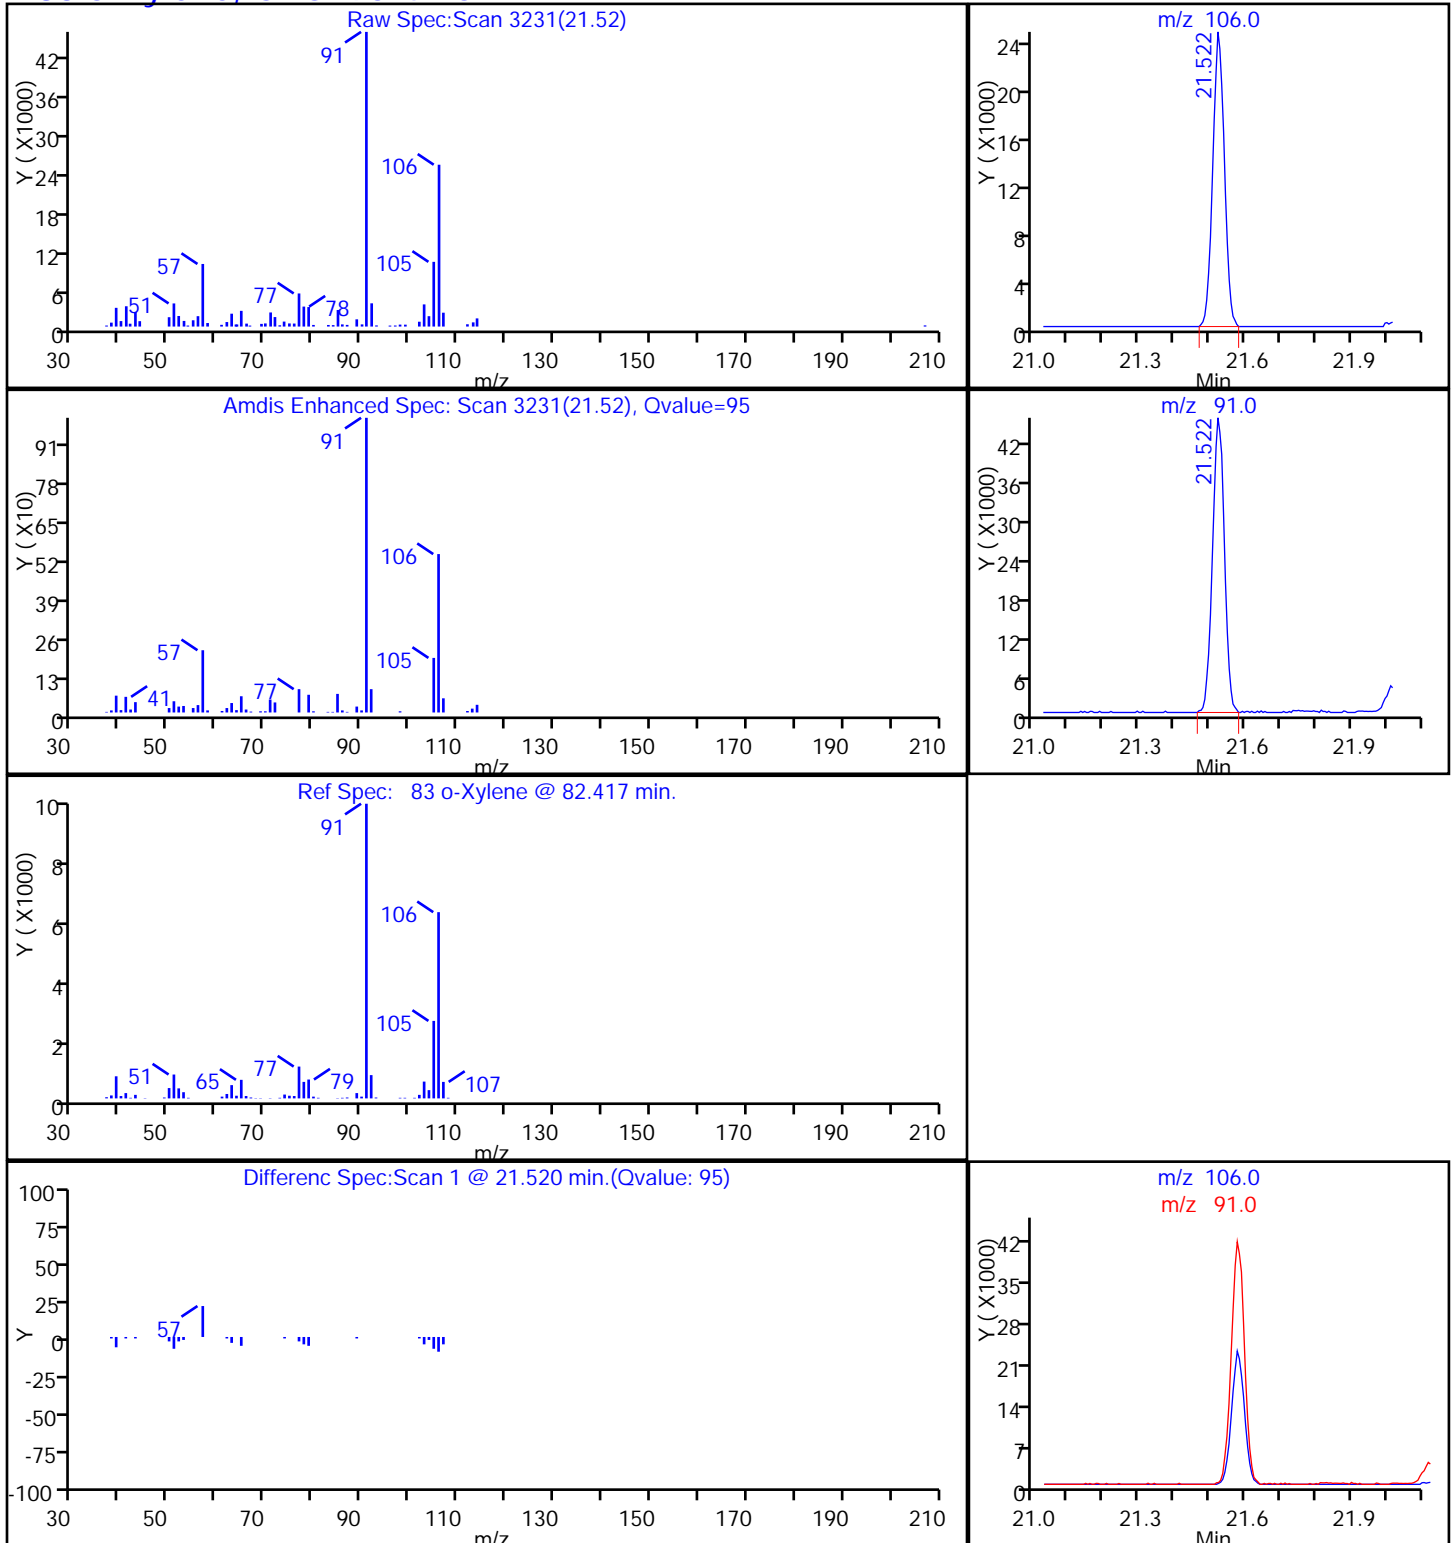 Raw Spec:Scan 3231(21.52)
Y ( X1000)
42
36
30
24
18
12
6
0
91
106
105
57
51
77
78
30 50 70 90 110 130 150 170 190 210
m/z
m/z 106.0
Y ( X1000)
24
20
16
12
8
4
0
21.522
21.0 21.3 21.6 21.9
Min
Amdis Enhanced Spec: Scan 3231(21.52), Qvalue=95
Y ( X10)
91
78
65
52
39
26
13
0
91
106
105
57
41
77
30 50 70 90 110 130 150 170 190 210
m/z
m/z 91.0
Y ( X1000)
42
36
30
24
18
12
6
0
21.522
21.0 21.3 21.6 21.9
Min
Ref Spec: 83 o-Xylene @ 82.417 min.
Y ( X1000)
10
8
6
4
2
0
91
106
105
51
65
77
79
107
30 50 70 90 110 130 150 170 190 210
m/z
Differenc Spec:Scan 1 @ 21.520 min.(Qvalue: 95)
Y
100
75
50
25
0
-25
-50
-75
-100
57
30 50 70 90 110 130 150 170 190 210
m/z
m/z 106.0
m/z 91.0
Y ( X1000)
42
35
28
21
14
7
0
21.0 21.3 21.6 21.9
Min